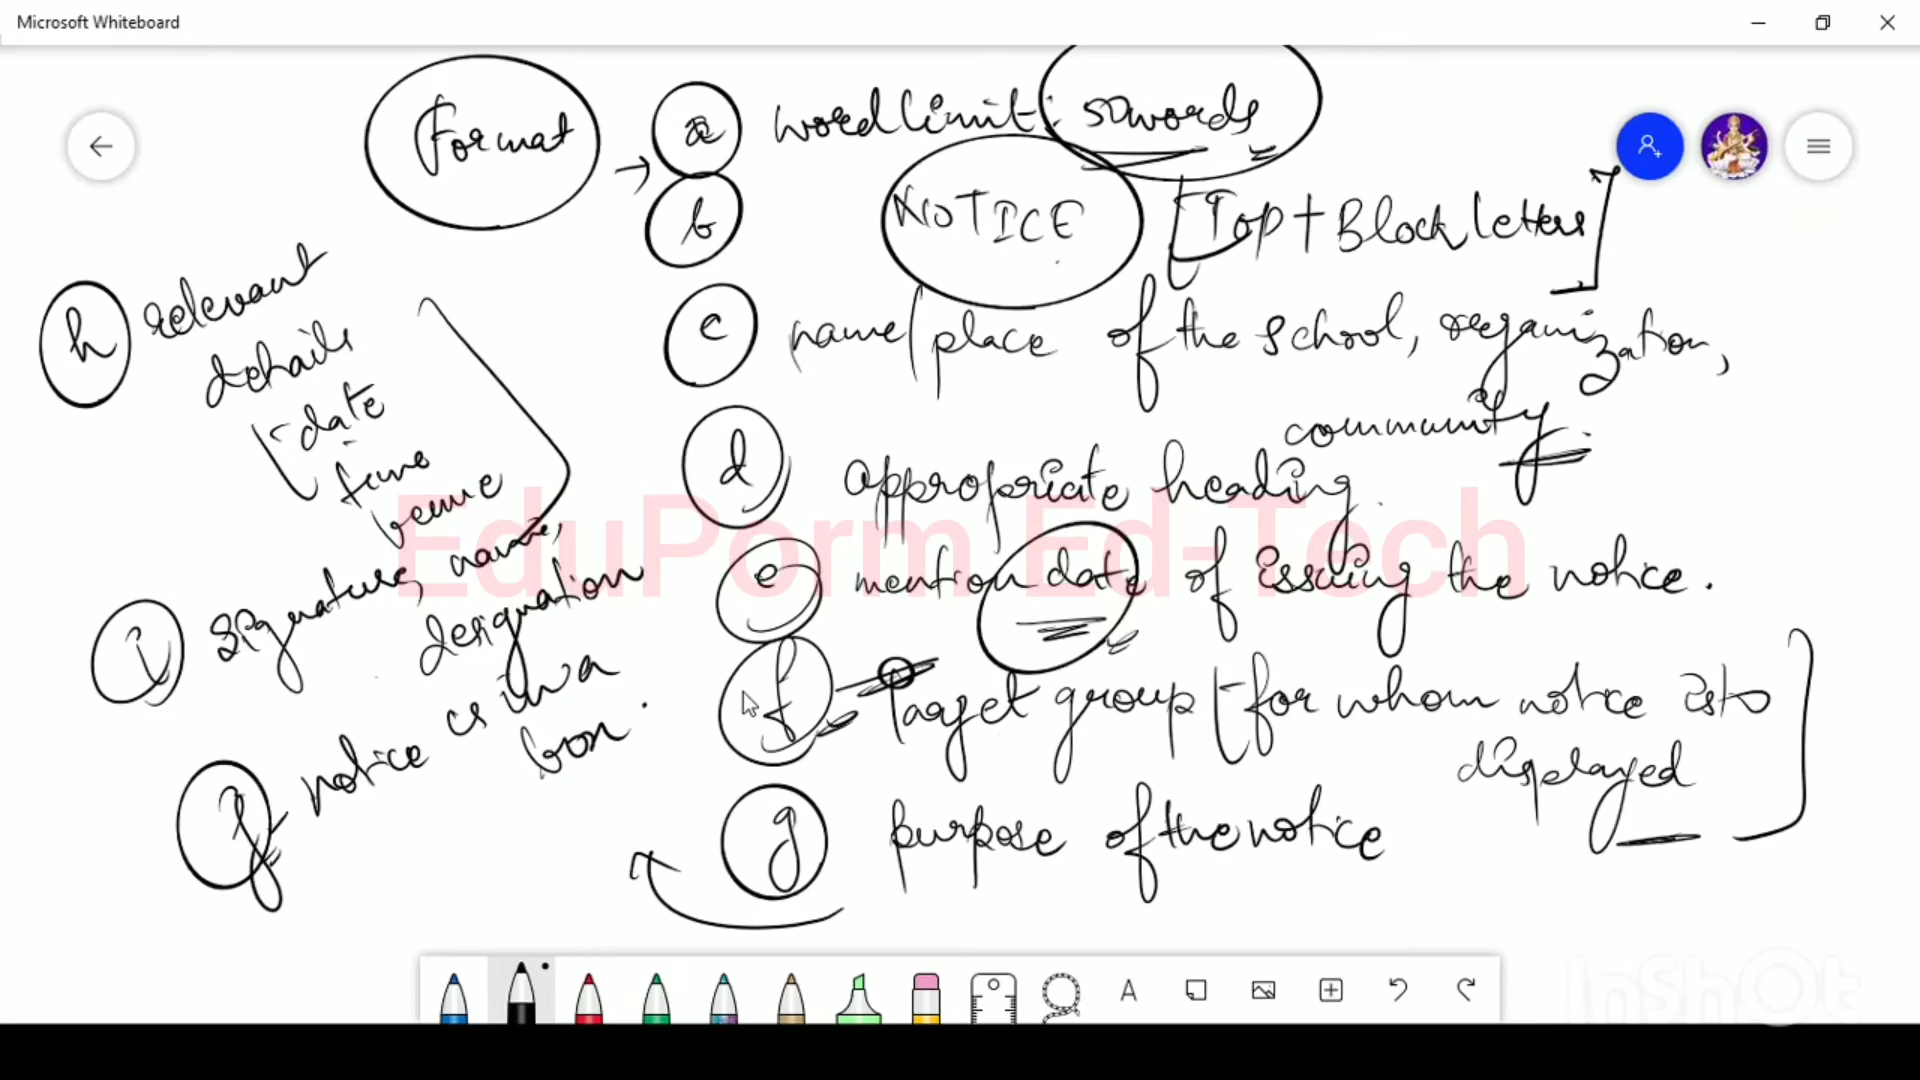 Microsoft Whiteboard
Format
a word limit: 50 words
b NOTICE [Top + Block letters]
c name/place of the school, organization,
community
d appropriate heading.
e mention date of issuing the notice.
f Target group [for whom notice is to
displayed]
g purpose of the notice
h relevant
details
- date
- time
venue
i signature, name,
designation
j notice is in a
box.
EduPorm Ed-Tech
A
InShOt